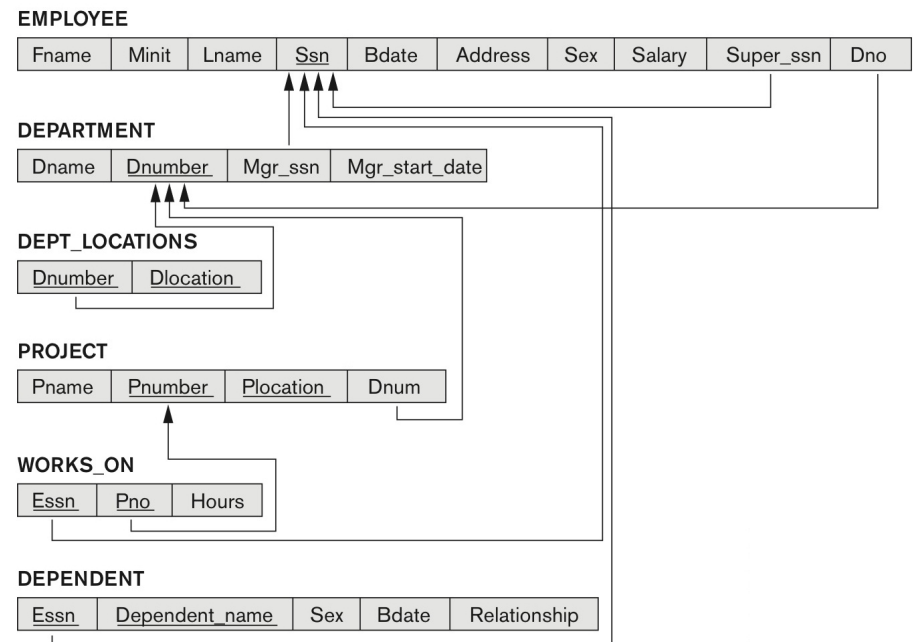 EMPLOYEE
Fname Minit Lname Ssn Bdate Address Sex Salary Super_ssn Dno
DEPARTMENT
Dname Dnumber Mgr_ssn Mgr_start_date
DEPT_LOCATIONS
Dnumber Dlocation
PROJECT
Pname Pnumber Plocation Dnum
WORKS_ON
Essn Pno Hours
DEPENDENT
Essn Dependent_name Sex Bdate Relationship